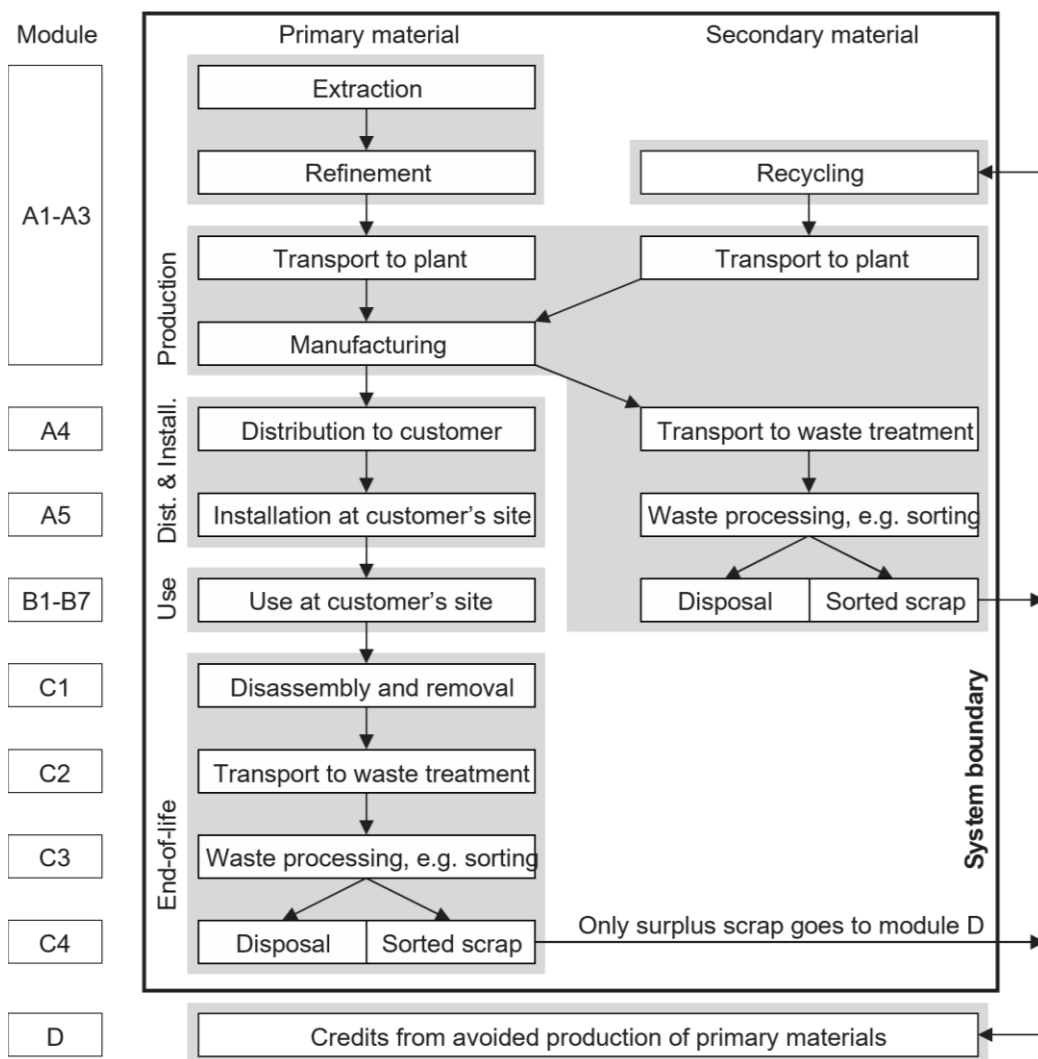 Module
Primary material
Secondary material
A1-A3
Production
Extraction
Refinement
Recycling
Transport to plant
Transport to plant
Manufacturing
A4
Dist. & Install.
Distribution to customer
Transport to waste treatment
A5
Installation at customer's site
Waste processing, e.g. sorting
B1-B7
Use
Use at customer's site
Disposal
Sorted scrap
C1
End-of-life
Disassembly and removal
System boundary
C2
Transport to waste treatment
C3
Waste processing, e.g. sorting
C4
Disposal
Sorted scrap
Only surplus scrap goes to module D
D
Credits from avoided production of primary materials